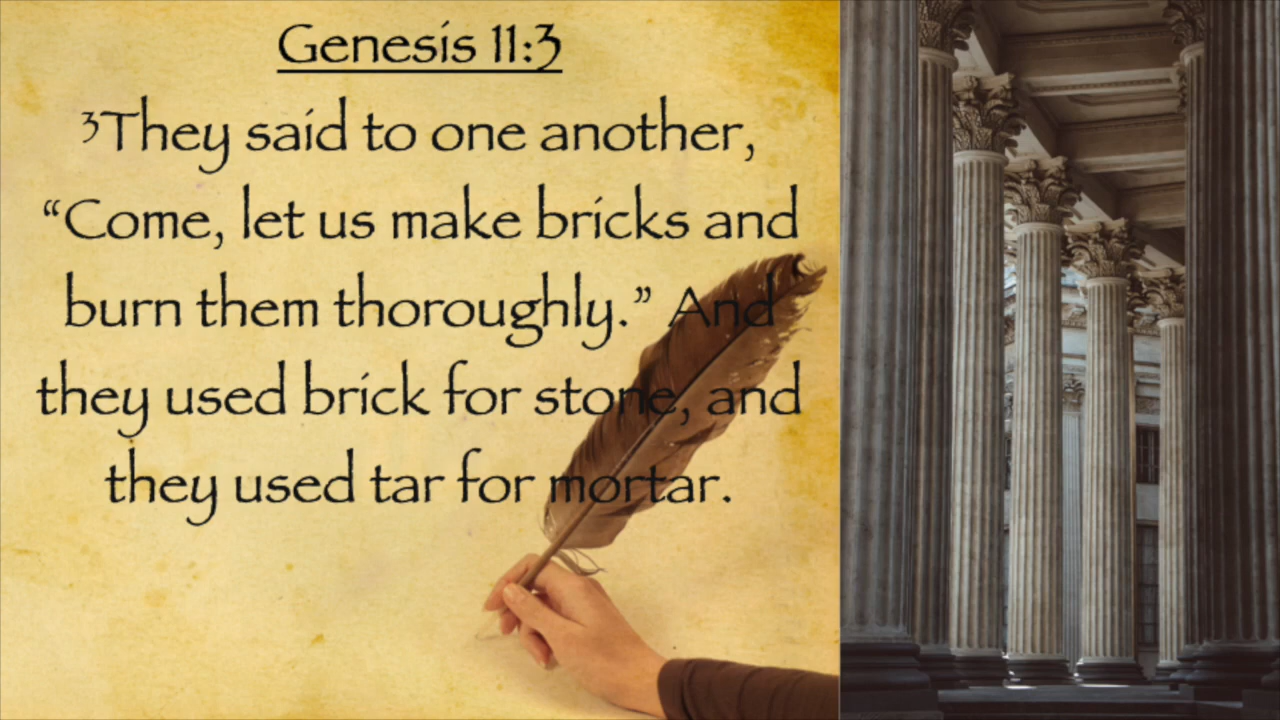 Genesis 11:3
³They said to one another,
“Come, let us make bricks and
burn them thoroughly.” And
they used brick for stone, and
they used tar for mortar.